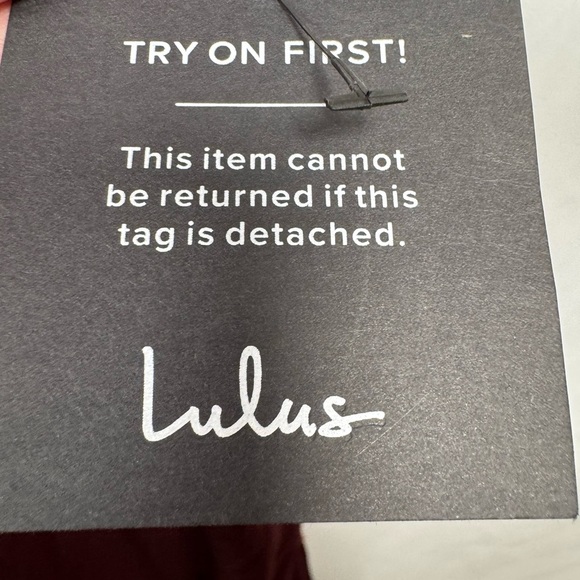 TRY ON FIRST!
This item cannot
be returned if this
tag is detached.
Lulus